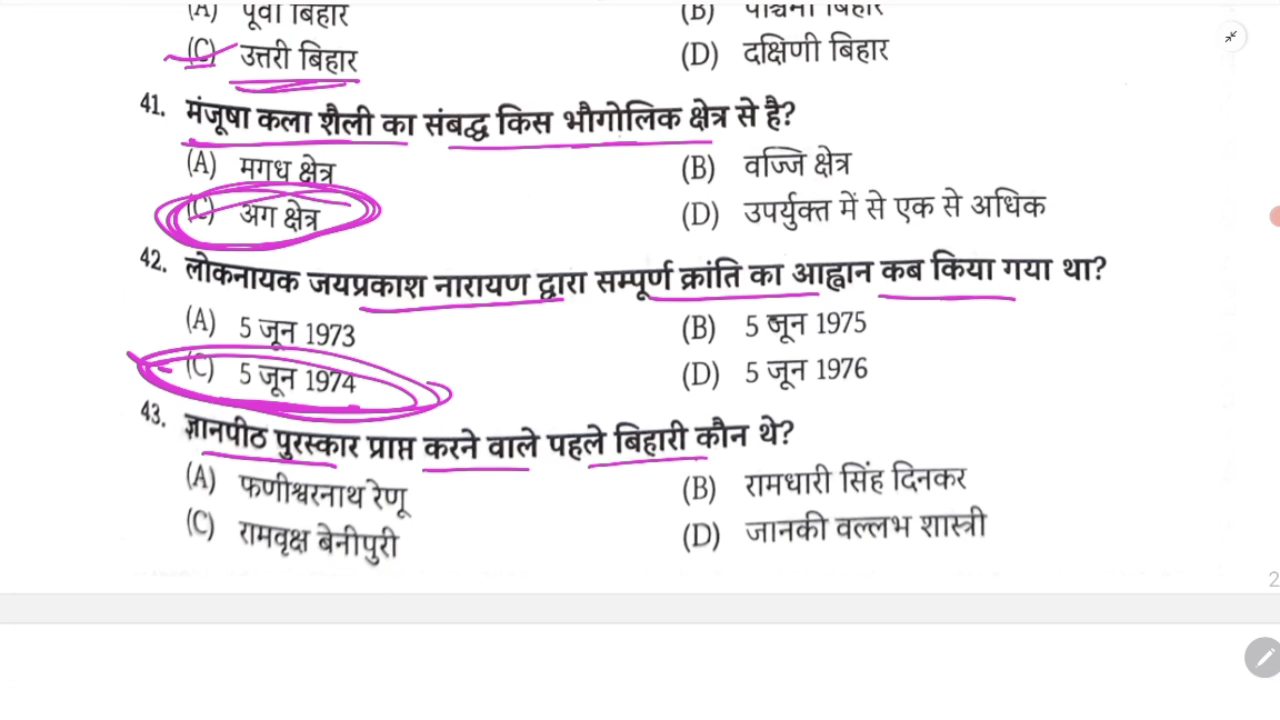 (A) पूर्वी बिहार (B) पश्चिमी बिहार
(C) उत्तरी बिहार (D) दक्षिणी बिहार
41. मंजूषा कला शैली का संबद्ध किस भौगोलिक क्षेत्र से है?
(A) मगध क्षेत्र (B) वज्जि क्षेत्र
(C) अंग क्षेत्र (D) उपर्युक्त में से एक से अधिक
42. लोकनायक जयप्रकाश नारायण द्वारा सम्पूर्ण क्रांति का आह्वान कब किया गया था?
(A) 5 जून 1973 (B) 5 जून 1975
(C) 5 जून 1974 (D) 5 जून 1976
43. ज्ञानपीठ पुरस्कार प्राप्त करने वाले पहले बिहारी कौन थे?
(A) फणीश्वरनाथ रेणू (B) रामधारी सिंह दिनकर
(C) रामवृक्ष बेनीपुरी (D) जानकी वल्लभ शास्त्री
2